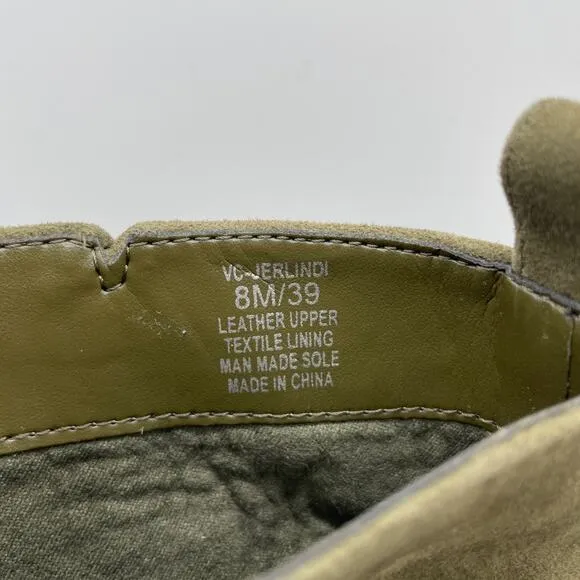 VC-JERLINDI
8M/39
LEATHER UPPER
TEXTILE LINING
MAN MADE SOLE
MADE IN CHINA